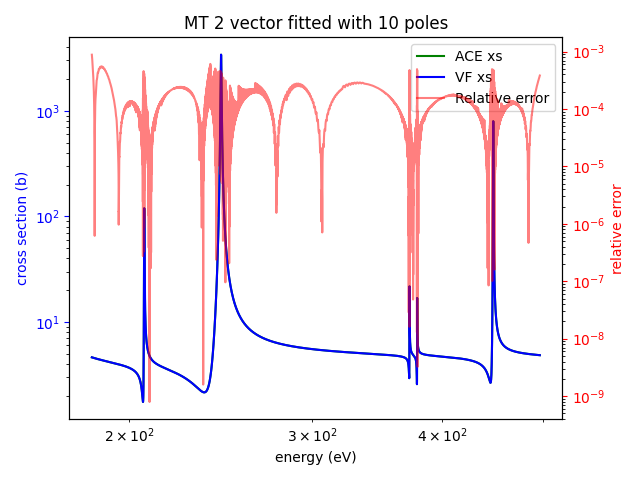 MT 2 vector fitted with 10 poles
ACE xs
VF xs
Relative error
cross section (b)
10³
10²
10¹
relative error
10⁻³
10⁻⁴
10⁻⁵
10⁻⁶
10⁻⁷
10⁻⁸
10⁻⁹
2 × 10²
3 × 10²
4 × 10²
energy (eV)